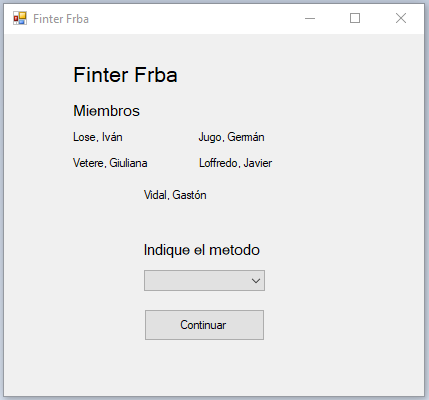 Finter Frba
Finter Frba
Miembros
Lose, Iván Jugo, Germán
Vetere, Giuliana Loffredo, Javier
Vidal, Gastón
Indique el metodo
Continuar